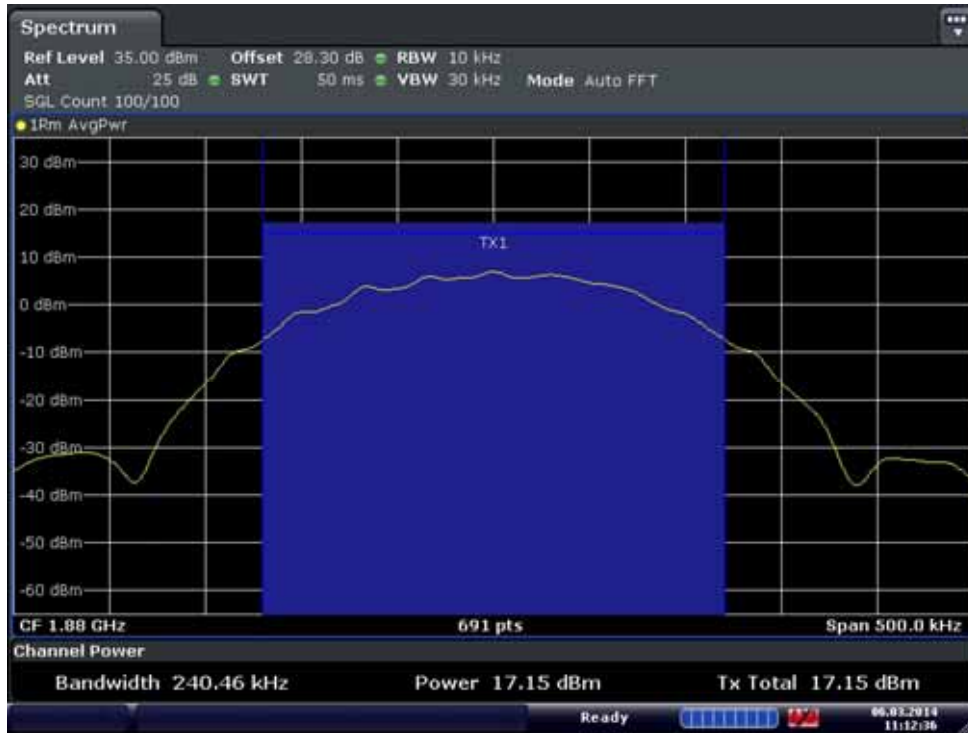 Spectrum
Ref Level 35.00 dBm Offset 28.30 dB RBW 10 kHz
Att 25 dB SWT 50 ms VBW 30 kHz Mode Auto FFT
SGL Count 100/100
1Rm AvgPwr
30 dBm
20 dBm
TX1
10 dBm
0 dBm
-10 dBm
-20 dBm
-30 dBm
-40 dBm
-50 dBm
-60 dBm
CF 1.88 GHz 691 pts Span 500.0 kHz
Channel Power
Bandwidth 240.46 kHz Power 17.15 dBm Tx Total 17.15 dBm
Ready 06.03.2014
11:12:36